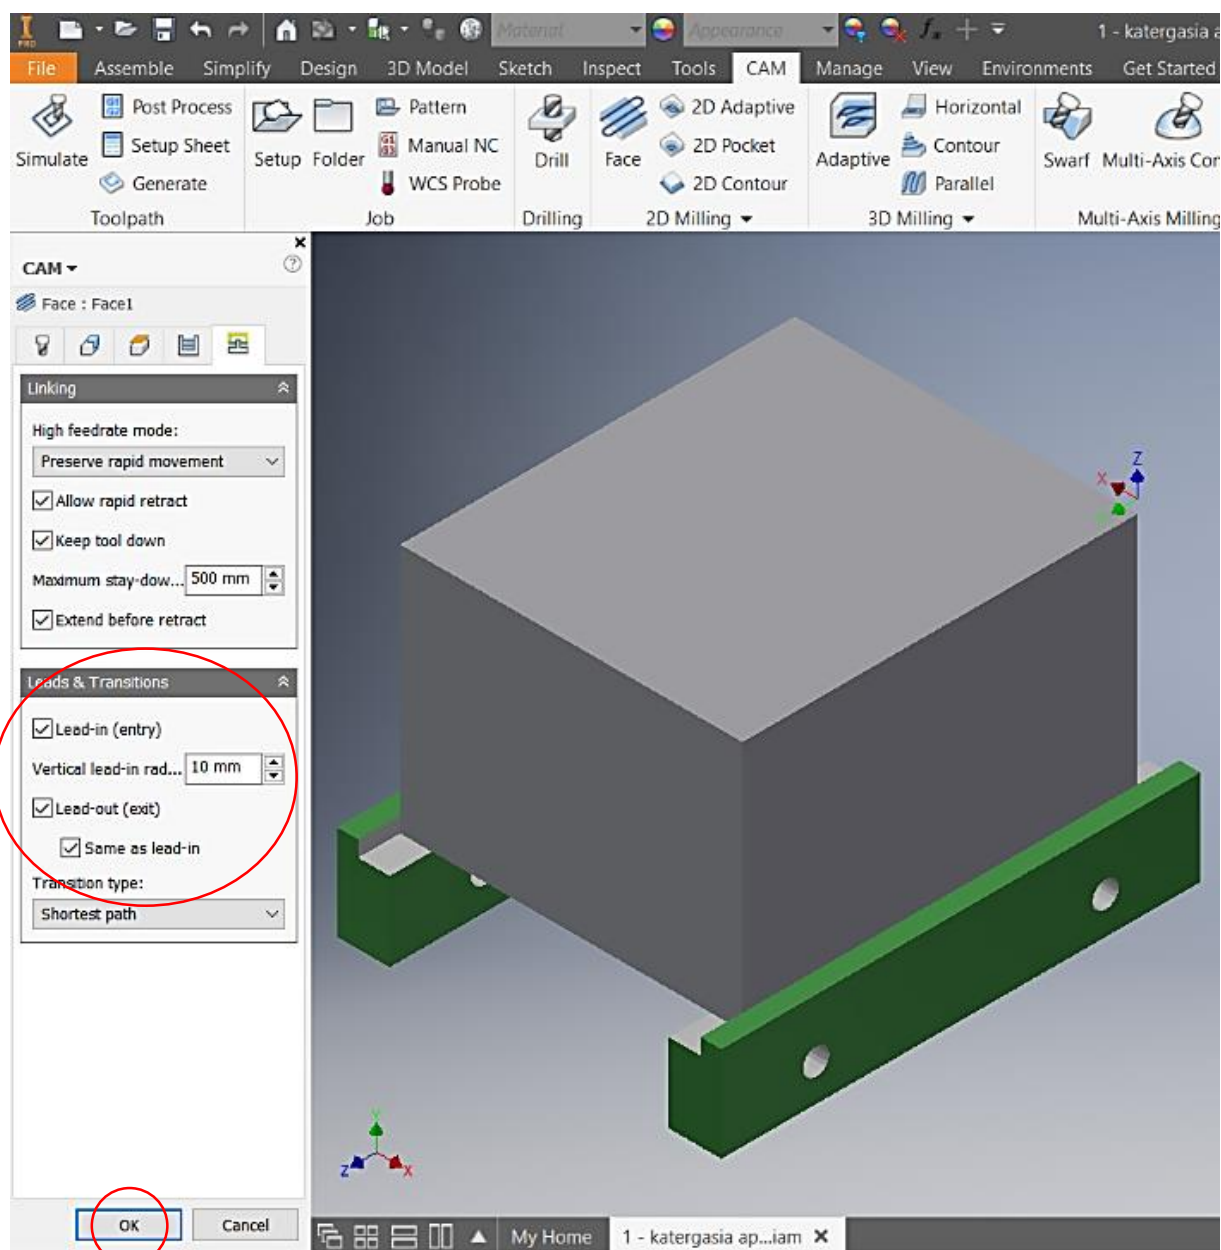 PRO
Material
Appearance
fx
1 - katergasia a
File Assemble Simplify Design 3D Model Sketch Inspect Tools CAM Manage View Environments Get Started
Simulate
Post Process
Setup Sheet
Generate
Toolpath
Setup
Folder
Pattern
Manual NC
WCS Probe
Job
Drill
Drilling
Face
2D Adaptive
2D Pocket
2D Contour
2D Milling
Adaptive
Horizontal
Contour
Parallel
3D Milling
Swarf
Multi-Axis Con
Multi-Axis Milling
CAM
Face : Face1
Linking
High feedrate mode:
Preserve rapid movement
Allow rapid retract
Keep tool down
Maximum stay-dow... 500 mm
Extend before retract
Leads & Transitions
Lead-in (entry)
Vertical lead-in rad... 10 mm
Lead-out (exit)
Same as lead-in
Transition type:
Shortest path
OK Cancel
Z
X
Y
Z
X
My Home
1 - katergasia ap...iam